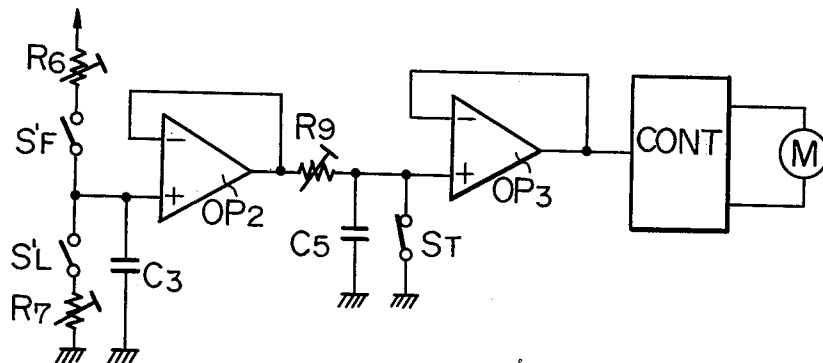 R6
S'F
S'L
R7
C3
−
+
OP2
R9
C5
ST
−
+
OP3
CONT
M